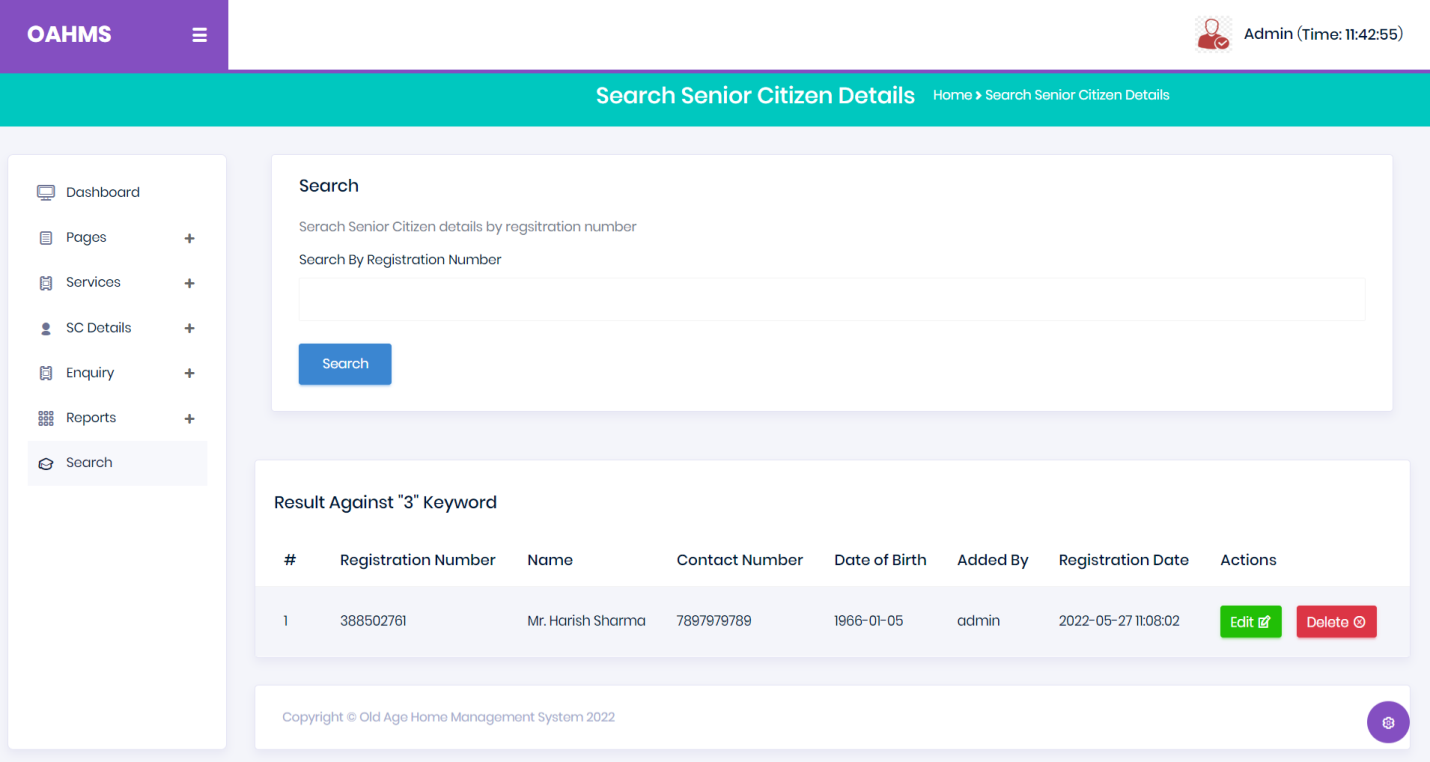 OAHMS
Admin (Time: 11:42:55)
Search Senior Citizen Details Home > Search Senior Citizen Details
Dashboard
Pages +
Services +
SC Details +
Enquiry +
Reports +
Search
Search
Serach Senior Citizen details by regsitration number
Search By Registration Number
Search
Result Against "3" Keyword
# Registration Number Name Contact Number Date of Birth Added By Registration Date Actions
1 388502761 Mr. Harish Sharma 7897979789 1966-01-05 admin 2022-05-27 11:08:02 Edit Delete
Copyright © Old Age Home Management System 2022